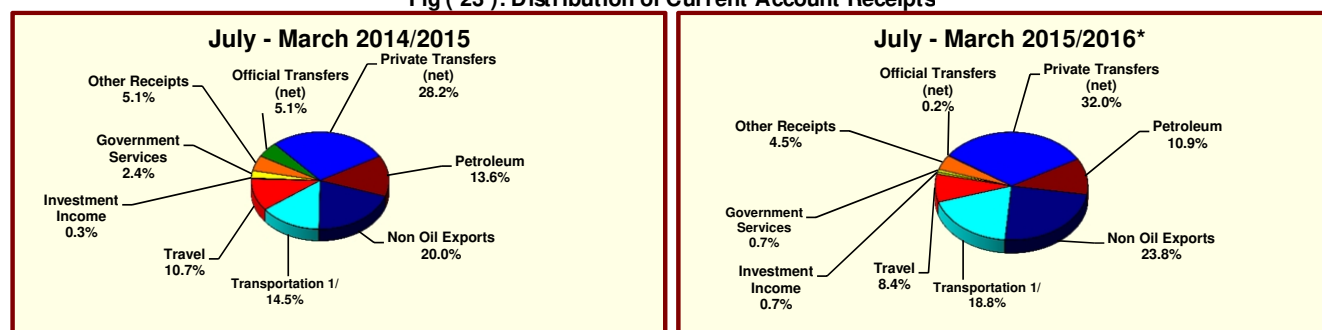 Fig ( 23 ): Distribution of Current Account Receipts
July - March 2014/2015
Private Transfers
(net)
28.2%
Official Transfers
(net)
5.1%
Other Receipts
5.1%
Government
Services
2.4%
Investment
Income
0.3%
Travel
10.7%
Transportation 1/
14.5%
Non Oil Exports
20.0%
Petroleum
13.6%
July - March 2015/2016*
Official Transfers
(net)
0.2%
Private Transfers
(net)
32.0%
Other Receipts
4.5%
Petroleum
10.9%
Government
Services
0.7%
Investment
Income
0.7%
Travel
8.4%
Transportation 1/
18.8%
Non Oil Exports
23.8%